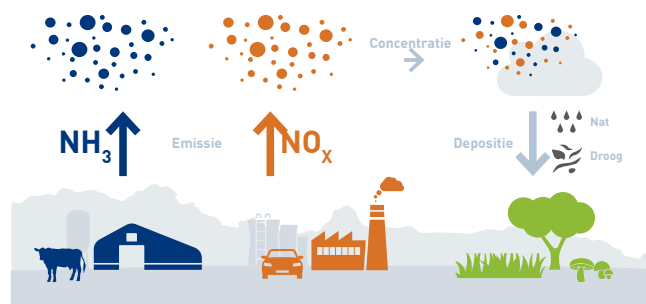 Concentratie
NH3
Emissie
NOX
Depositie
Nat
Droog